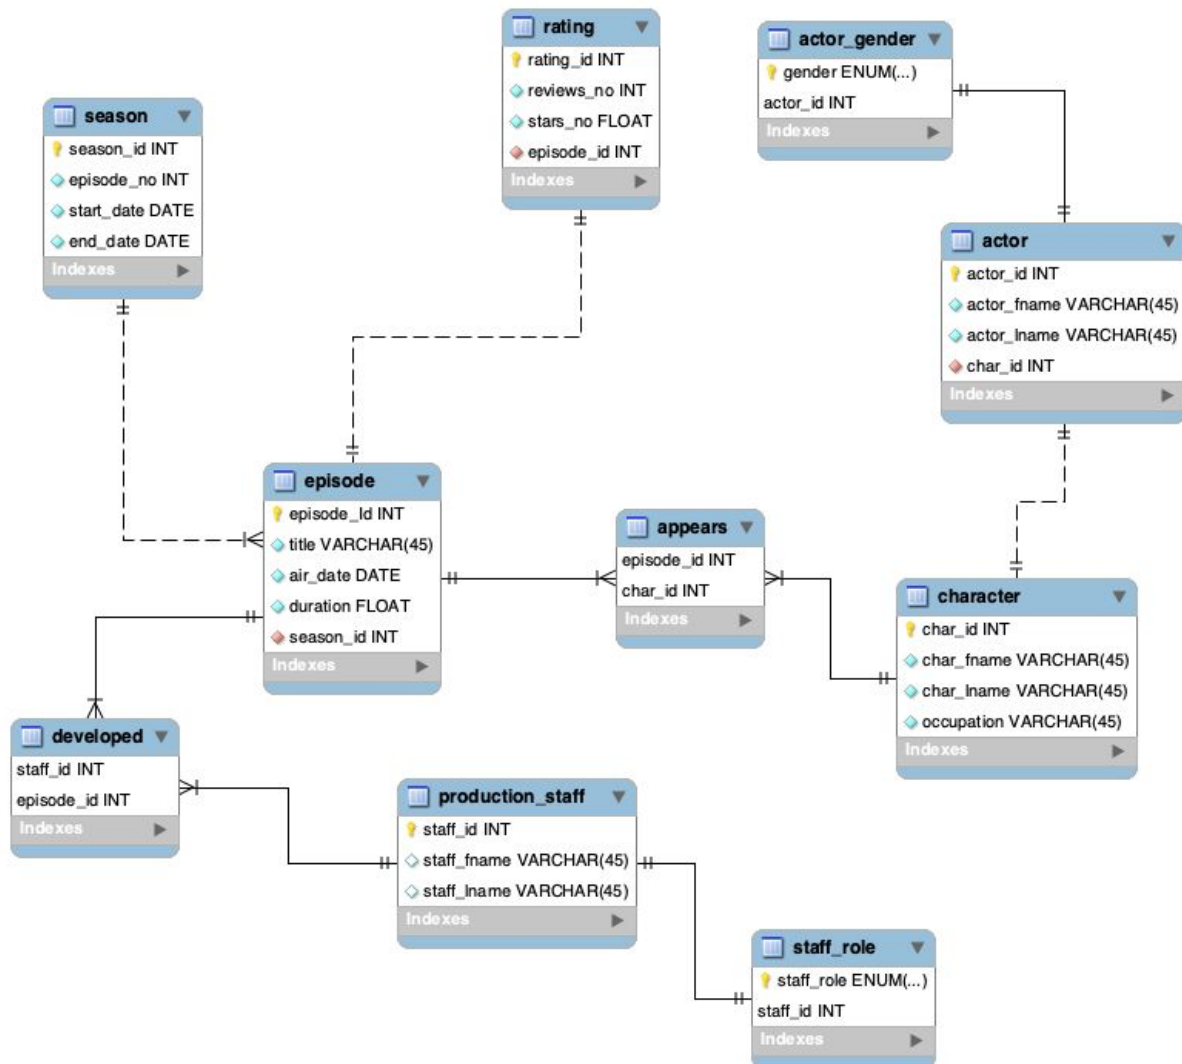 rating
rating_id INT
reviews_no INT
stars_no FLOAT
episode_id INT
Indexes
actor_gender
gender ENUM(...)
actor_id INT
Indexes
season
season_id INT
episode_no INT
start_date DATE
end_date DATE
Indexes
actor
actor_id INT
actor_fname VARCHAR(45)
actor_lname VARCHAR(45)
char_id INT
Indexes
episode
episode_Id INT
title VARCHAR(45)
air_date DATE
duration FLOAT
season_id INT
Indexes
appears
episode_id INT
char_id INT
Indexes
character
char_id INT
char_fname VARCHAR(45)
char_lname VARCHAR(45)
occupation VARCHAR(45)
Indexes
developed
staff_id INT
episode_id INT
Indexes
production_staff
staff_id INT
staff_fname VARCHAR(45)
staff_lname VARCHAR(45)
Indexes
staff_role
staff_role ENUM(...)
staff_id INT
Indexes